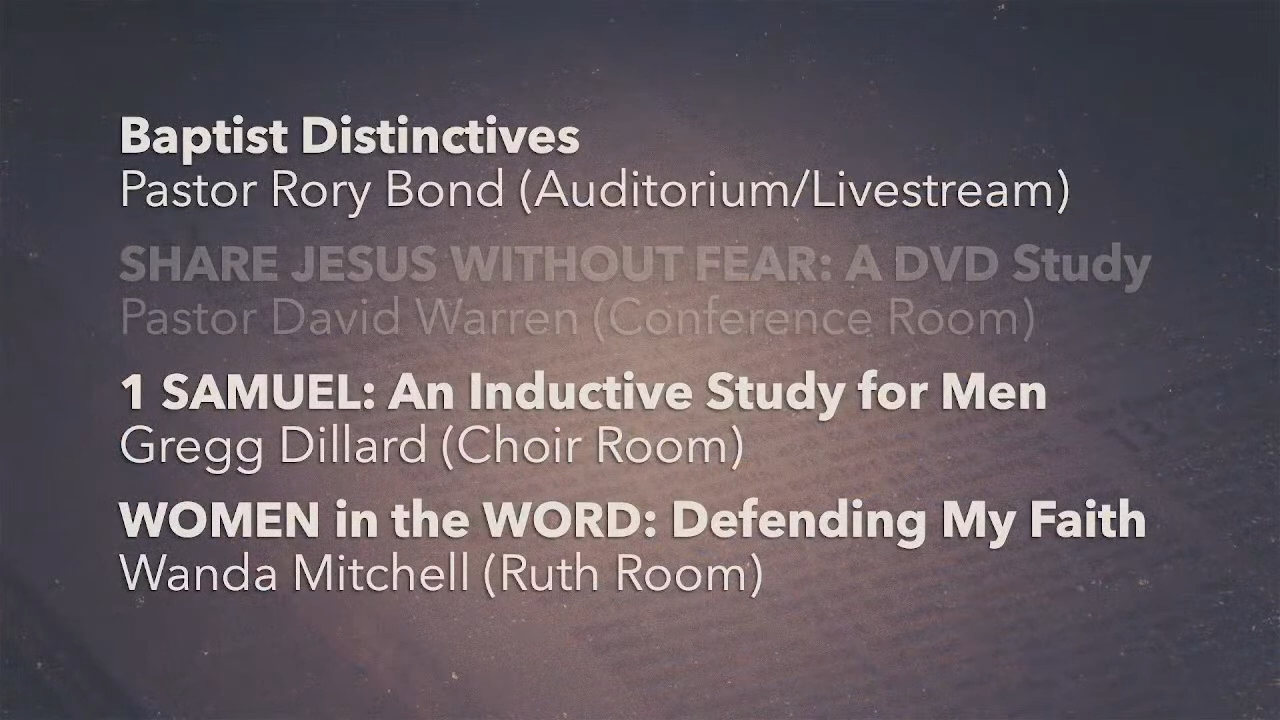 Baptist Distinctives
Pastor Rory Bond (Auditorium/Livestream)
SHARE JESUS WITHOUT FEAR: A DVD Study
Pastor David Warren (Conference Room)
1 SAMUEL: An Inductive Study for Men
Gregg Dillard (Choir Room)
WOMEN in the WORD: Defending My Faith
Wanda Mitchell (Ruth Room)